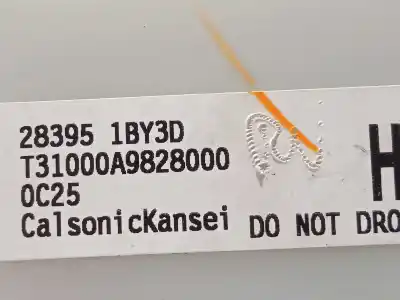 28395 1BY3D
T31000A9828000
0C25
CalsonicKansei DO NOT DRO
H